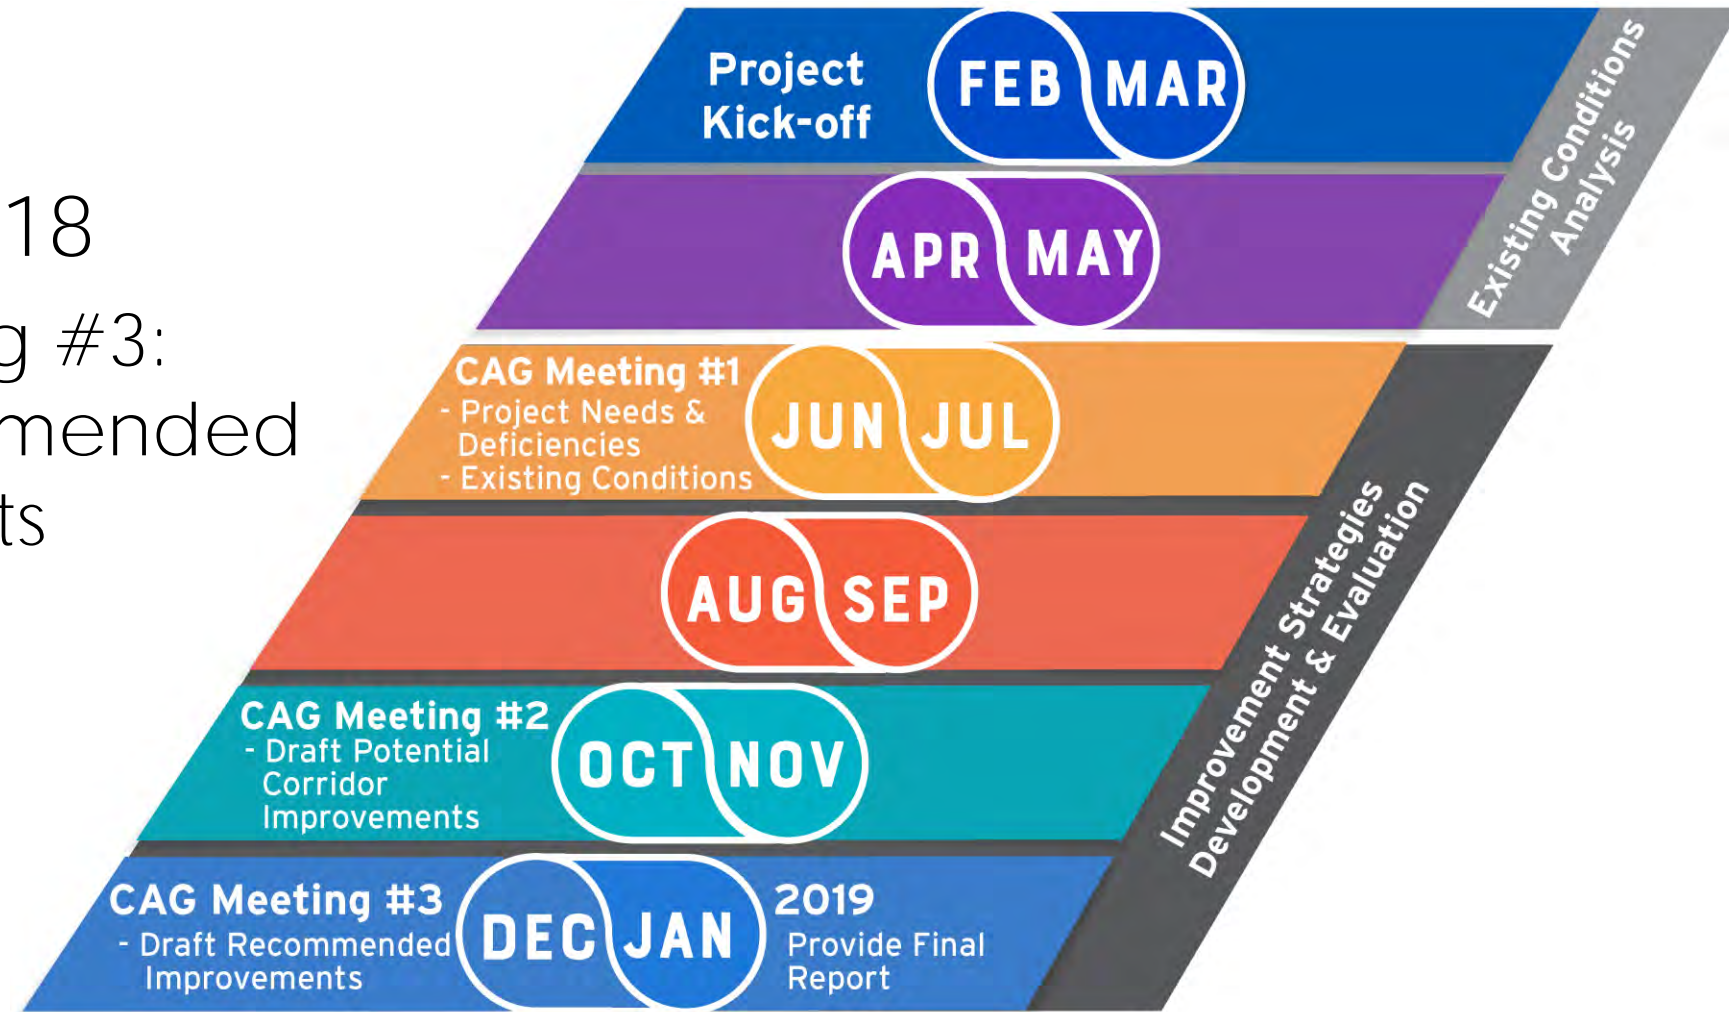 18
g #3:
mended
ts
Project
Kick-off
FEB MAR
APR MAY
Existing Conditions
Analysis
CAG Meeting #1
- Project Needs &
Deficiencies
- Existing Conditions
JUN JUL
AUG SEP
CAG Meeting #2
- Draft Potential
Corridor
Improvements
OCT NOV
Improvement Strategies
Development & Evaluation
CAG Meeting #3
- Draft Recommended
Improvements
DEC JAN
2019
Provide Final
Report